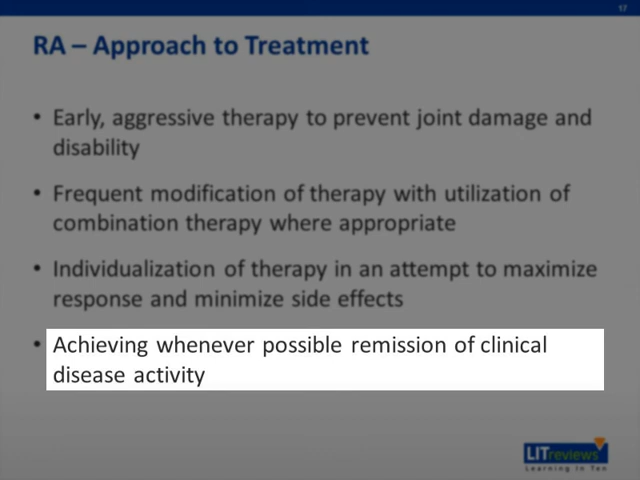 17
RA – Approach to Treatment
• Early, aggressive therapy to prevent joint damage and
disability
• Frequent modification of therapy with utilization of
combination therapy where appropriate
• Individualization of therapy in an attempt to maximize
response and minimize side effects
• Achieving whenever possible remission of clinical
disease activity
LITreviews
Learning In Ten